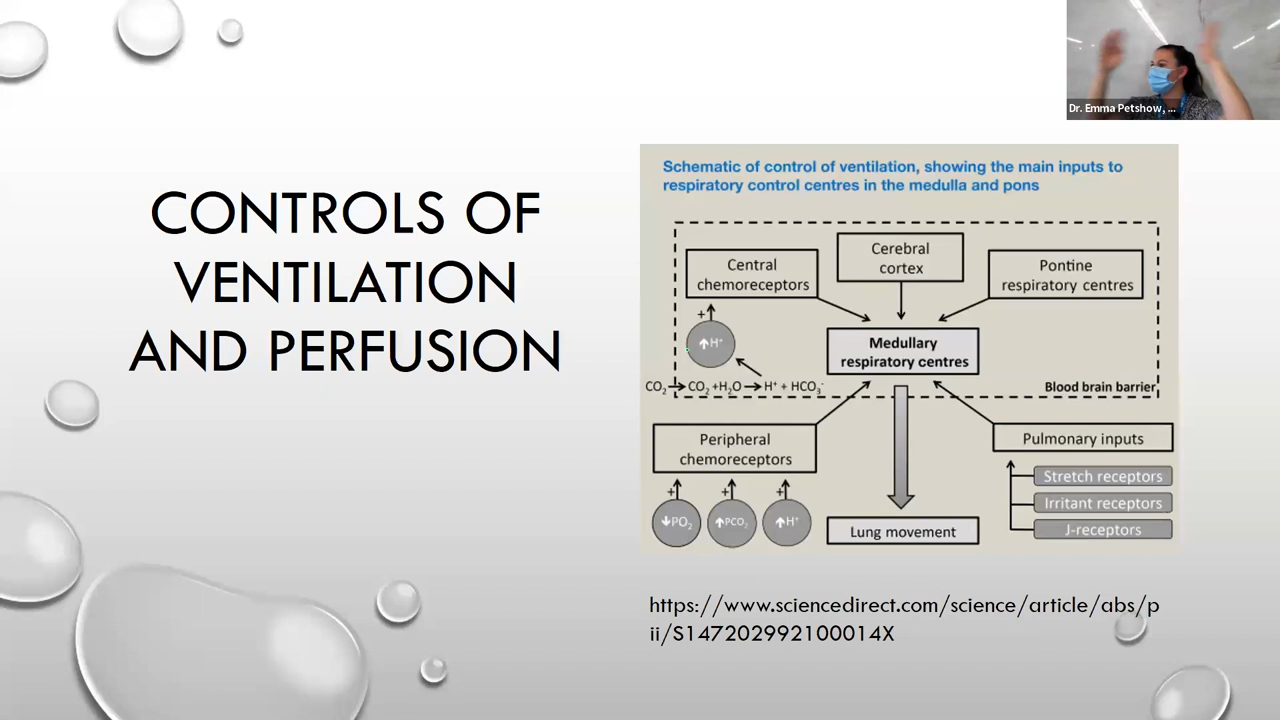 Dr. Emma Petshow, ...
CONTROLS OF
VENTILATION
AND PERFUSION
Schematic of control of ventilation, showing the main inputs to
respiratory control centres in the medulla and pons
Central
chemoreceptors
Cerebral
cortex
Pontine
respiratory centres
+
↑H⁺
Medullary
respiratory centres
CO₂→CO₂ +H₂O→H⁺ + HCO₃⁻
Blood brain barrier
Peripheral
chemoreceptors
Pulmonary inputs
+ + +
↓PO₂ ↑PCO₂ ↑H⁺
Stretch receptors
Irritant receptors
J-receptors
Lung movement
https://www.sciencedirect.com/science/article/abs/p
ii/S147202992100014X